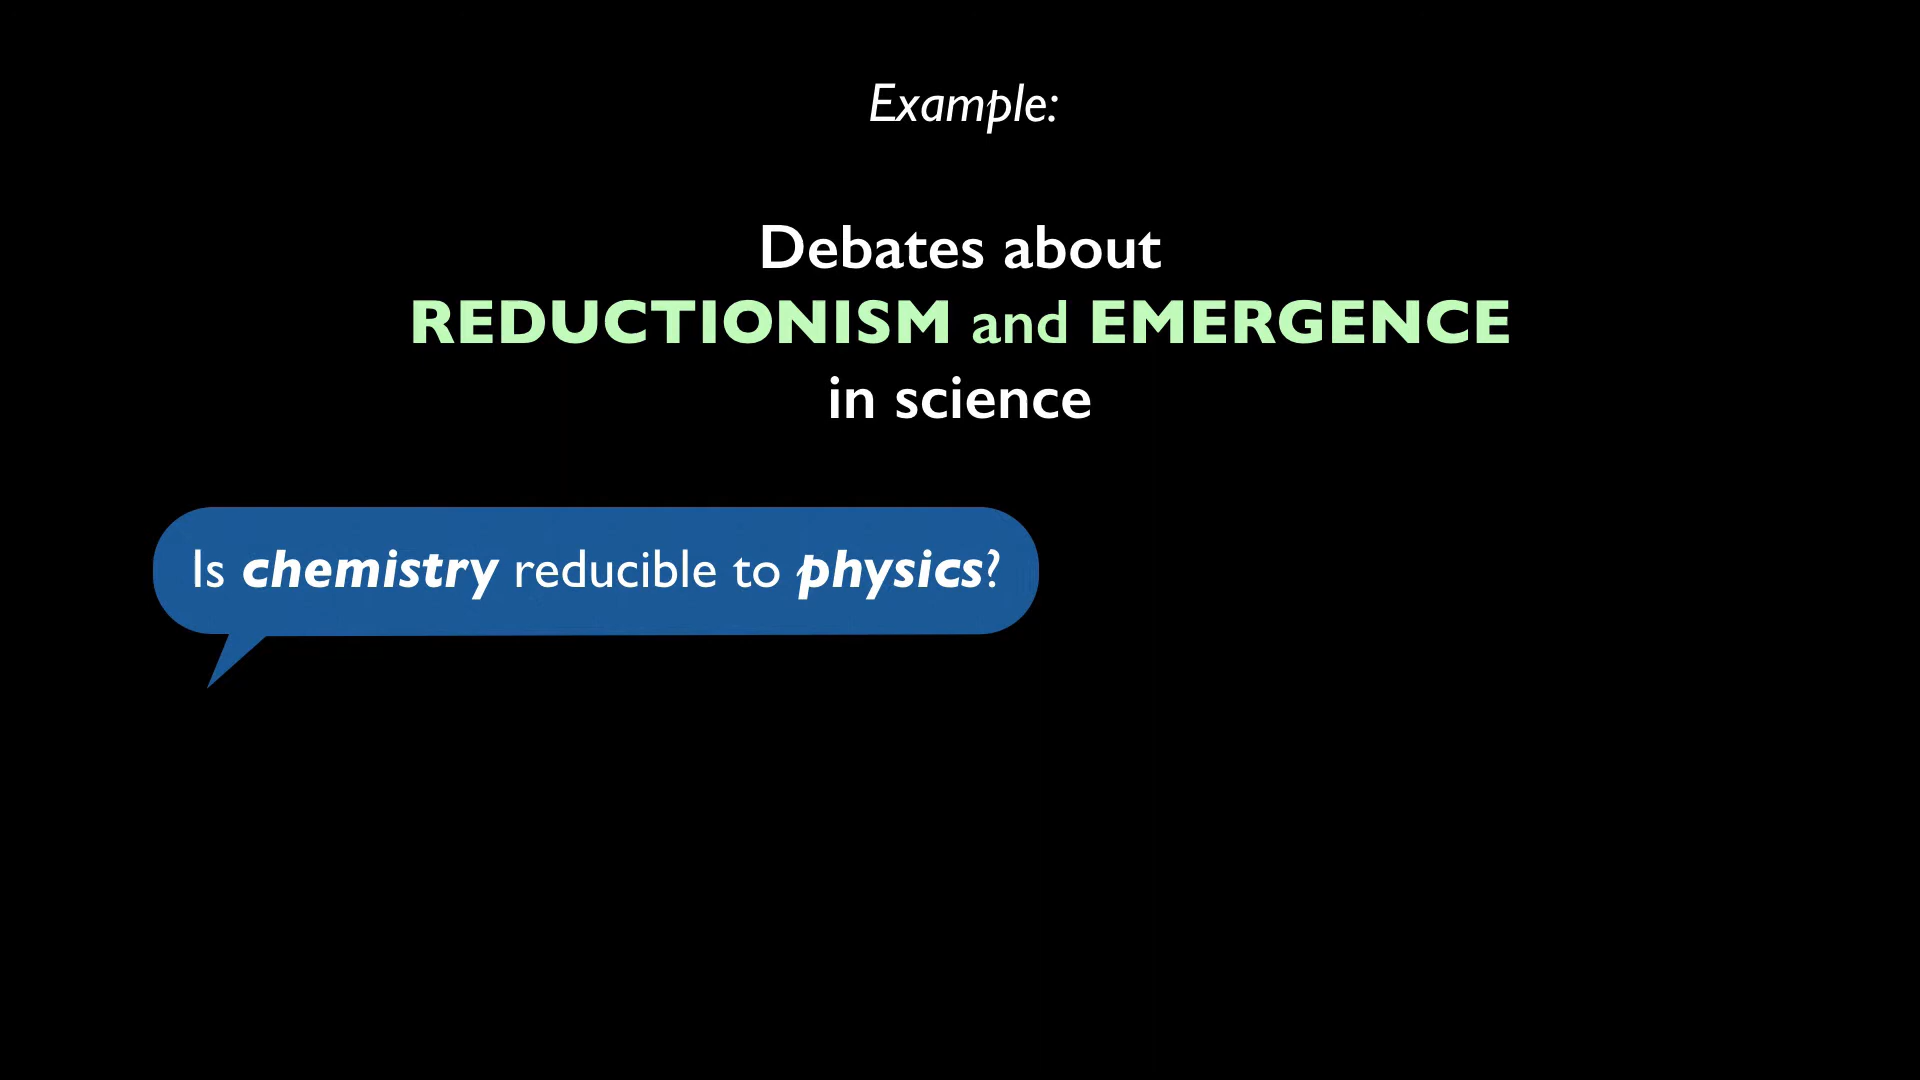 Example:
Debates about
REDUCTIONISM and EMERGENCE
in science
Is chemistry reducible to physics?